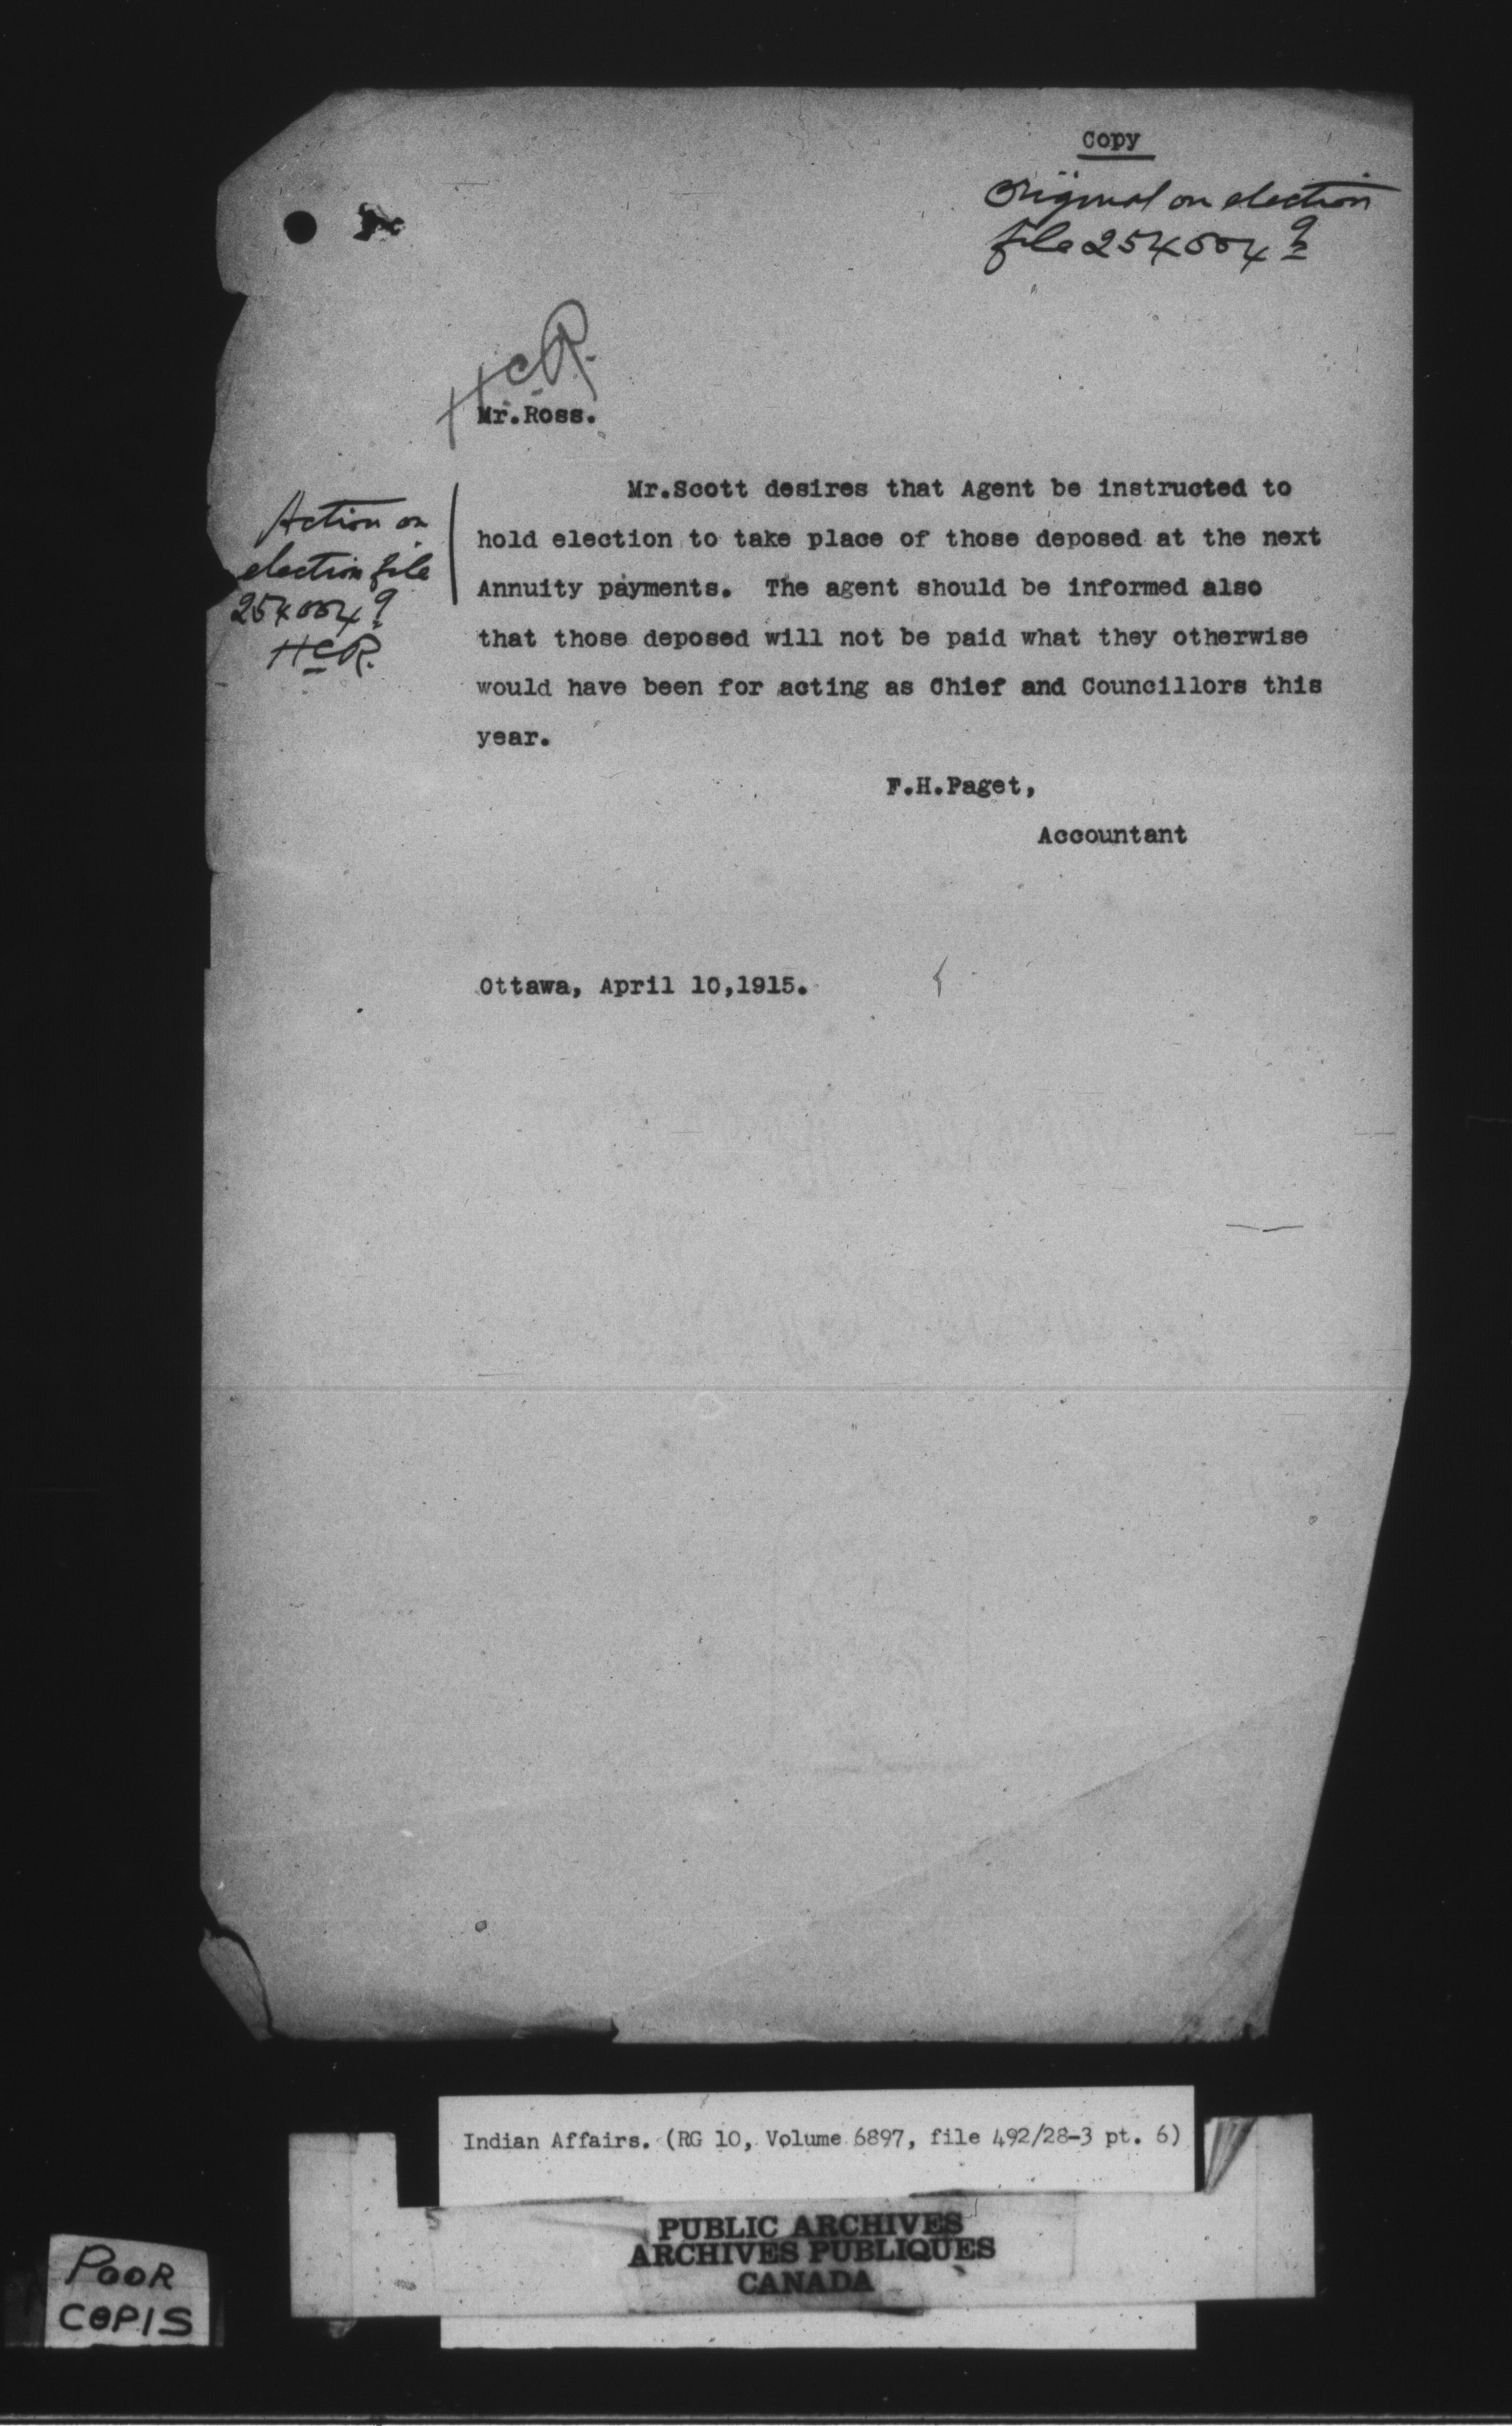 Copy
Original on election
file 254004 9/2
HCR.
Mr.Ross.
Mr.Scott desires that Agent be instructed to
hold election to take place of those deposed at the next
Annuity payments. The agent should be informed also
that those deposed will not be paid what they otherwise
would have been for acting as Chief and Councillors this
year.
Action on
election file
HCR.
F.H.Paget,
Accountant
Ottawa, April 10,1915.
Indian Affairs. (RG 10, Volume 6897, file 492/28-3 pt. 6)
PUBLIC ARCHIVES
ARCHIVES PUBLIQUES
CANADA
POOR
COPIS